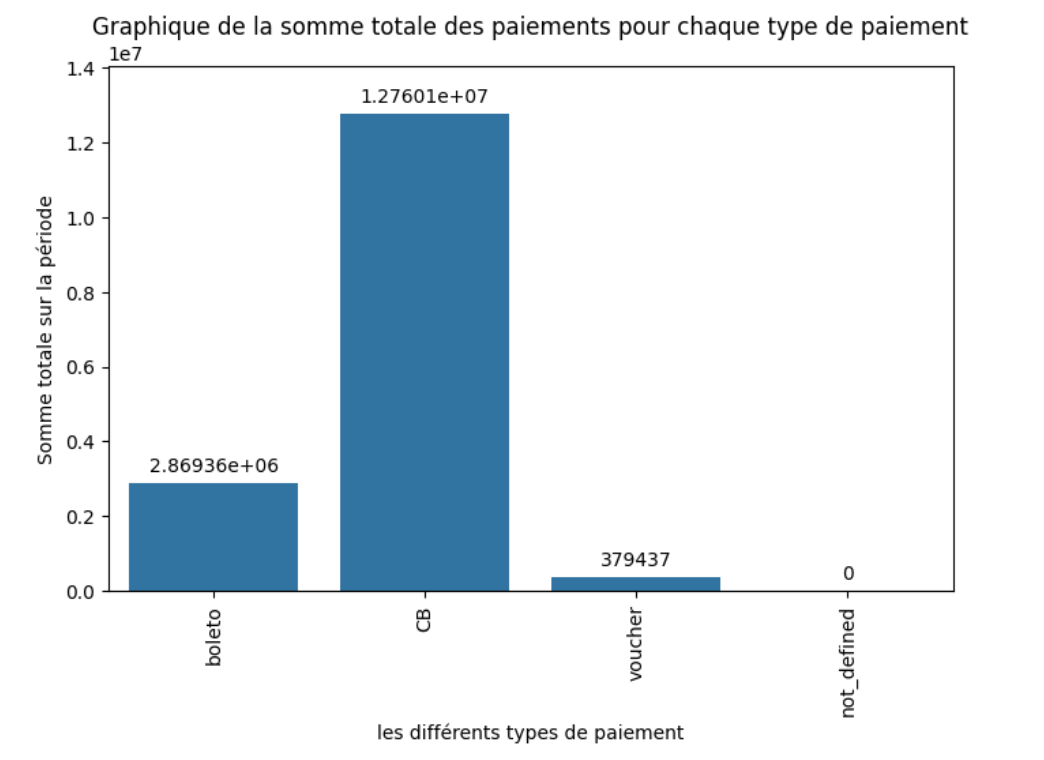 Graphique de la somme totale des paiements pour chaque type de paiement
1e7
1.4
1.2
1.0
0.8
0.6
0.4
0.2
0.0
Somme totale sur la période
2.86936e+06
1.27601e+07
379437
0
boleto
CB
voucher
not_defined
les différents types de paiement